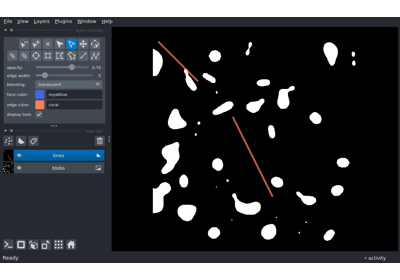 File View Layers Plugins Window Help
opacity: 0.70
edge width: 5
blending: translucent
face color: royalblue
edge color: coral
display text: ✓
lines
blobs
Ready
activity